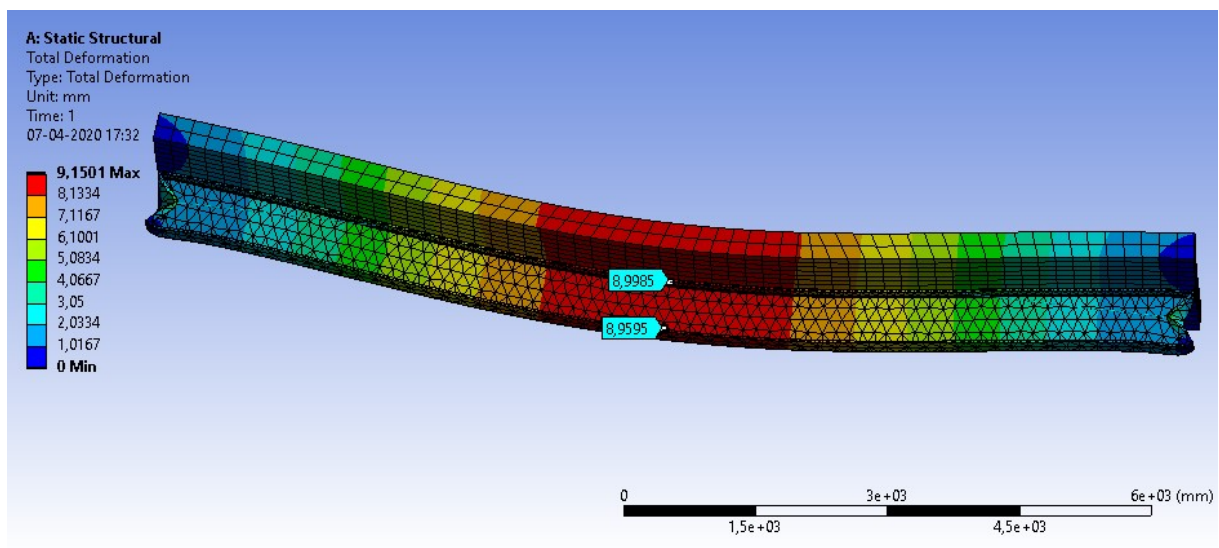 A: Static Structural
Total Deformation
Type: Total Deformation
Unit: mm
Time: 1
07-04-2020 17:32
9,1501 Max
8,1334
7,1167
6,1001
5,0834
4,0667
3,05
2,0334
1,0167
0 Min
8,9985
8,9595
0 3e+03 6e+03 (mm)
1,5e+03 4,5e+03